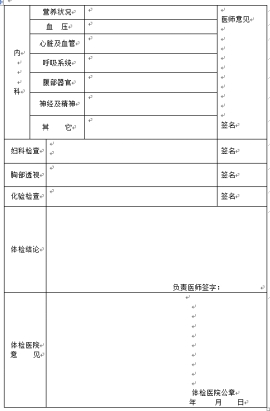 营养状况
医师意见
血 压
心脏及血管
内
呼吸系统
腹部器官
科
神经及精神
其 它
签名
妇科检查
签名
胸部透视
签名
化验检查
签名
体检结论
负责医师签字：
体检医院
意 见
体检医院公章
年 月 日